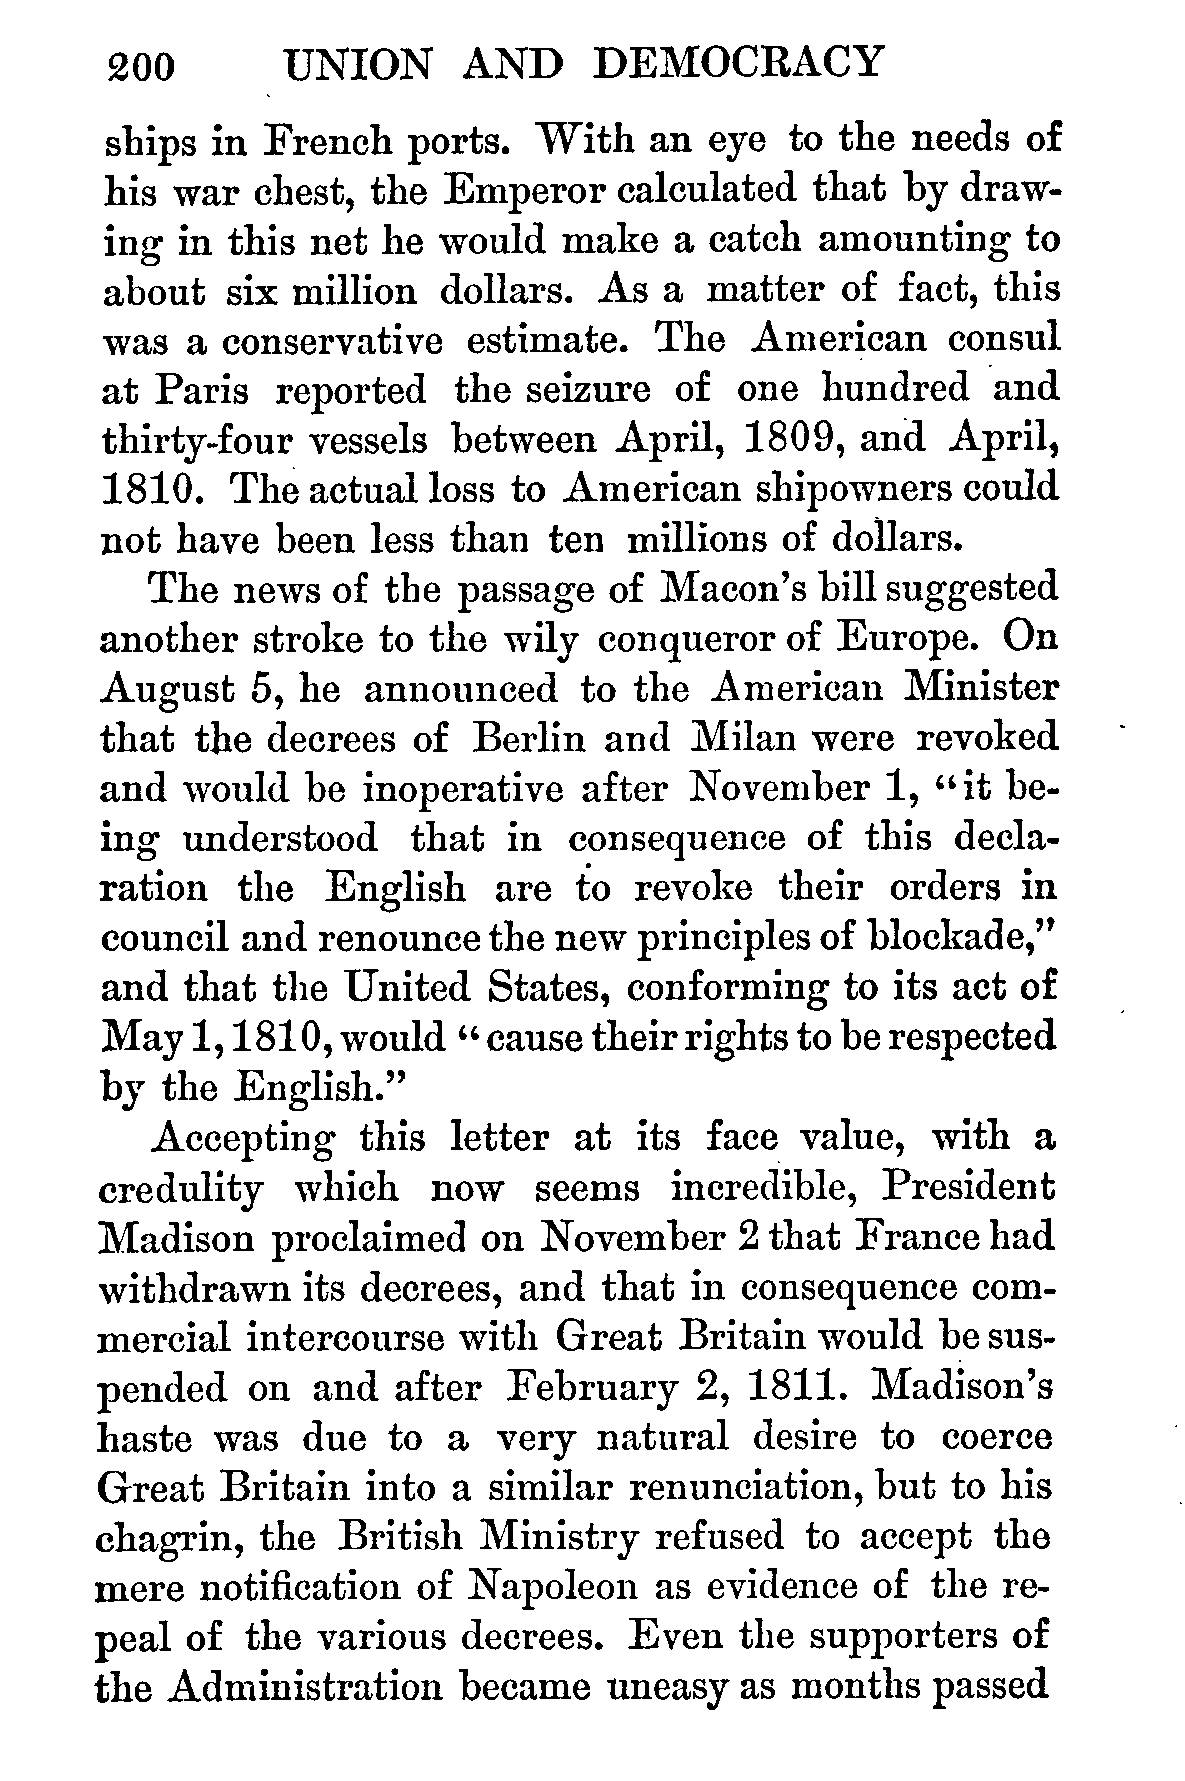 200 UNION AND DEMOCRACY
ships in French ports. With an eye to the needs of
his war chest, the Emperor calculated that by draw-
ing in this net he would make a catch amounting to
about six million dollars. As a matter of fact, this
was a conservative estimate. The American consul
at Paris reported the seizure of one hundred and
thirty-four vessels between April, 1809, and April,
1810. The actual loss to American shipowners could
not have been less than ten millions of dollars.
The news of the passage of Macon's bill suggested
another stroke to the wily conqueror of Europe. On
August 5, he announced to the American Minister
that the decrees of Berlin and Milan were revoked
and would be inoperative after November 1, "it be-
ing understood that in consequence of this decla-
ration the English are to revoke their orders in
council and renounce the new principles of blockade,"
and that the United States, conforming to its act of
May 1, 1810, would "cause their rights to be respected
by the English."
Accepting this letter at its face value, with a
credulity which now seems incredible, President
Madison proclaimed on November 2 that France had
withdrawn its decrees, and that in consequence com-
mercial intercourse with Great Britain would be sus-
pended on and after February 2, 1811. Madison's
haste was due to a very natural desire to coerce
Great Britain into a similar renunciation, but to his
chagrin, the British Ministry refused to accept the
mere notification of Napoleon as evidence of the re-
peal of the various decrees. Even the supporters of
the Administration became uneasy as months passed